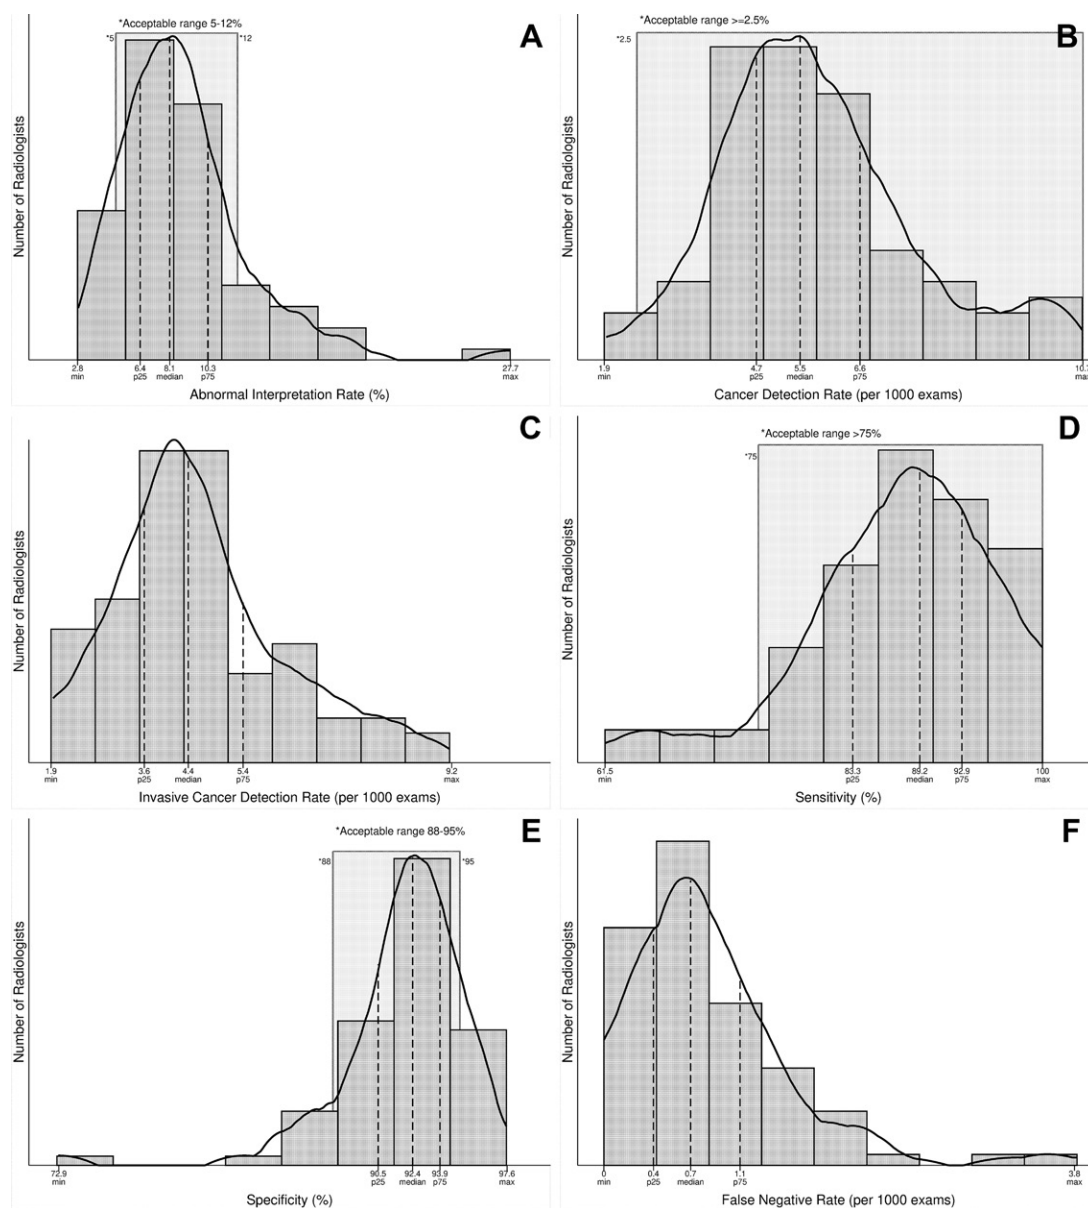 A
*Acceptable range 5-12%
*5
*12
Number of Radiologists
2.8 6.4 8.1 10.3 27.7
min p25 median p75 max
Abnormal Interpretation Rate (%)
B
*Acceptable range >=2.5%
*2.5
Number of Radiologists
1.9 4.7 5.5 6.6
min p25 median p75
Cancer Detection Rate (per 1000 exams)
C
Number of Radiologists
1.9 3.6 4.4 5.4 9.2
min p25 median p75 max
Invasive Cancer Detection Rate (per 1000 exams)
D
*Acceptable range >75%
*75
Number of Radiologists
61.5 83.3 89.2 92.9 100
min p25 median p75 max
Sensitivity (%)
E
*Acceptable range 88-95%
*88
*95
Number of Radiologists
72.9 90.5 92.4 93.9 97.6
min p25 median p75 max
Specificity (%)
F
Number of Radiologists
0 0.4 0.7 1.1 3.8
min p25 median p75 max
False Negative Rate (per 1000 exams)